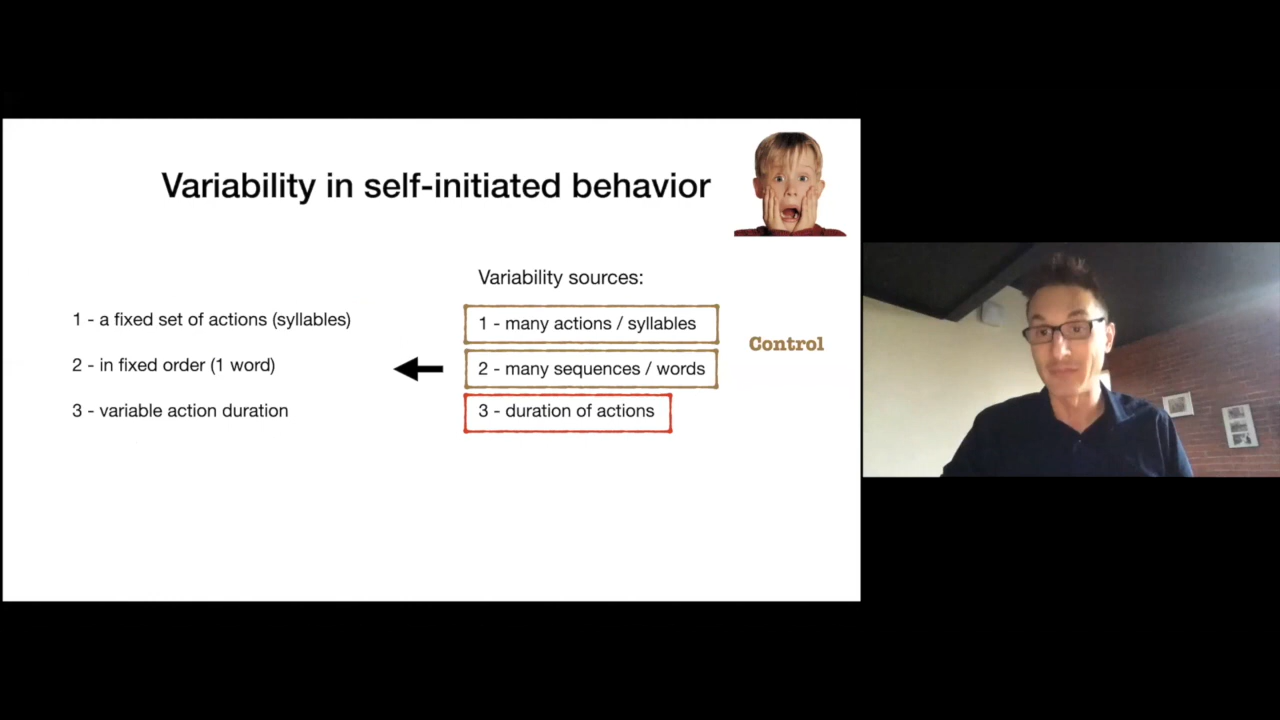 Variability in self-initiated behavior
Variability sources:
1 - a fixed set of actions (syllables)
2 - in fixed order (1 word)
3 - variable action duration
1 - many actions / syllables
2 - many sequences / words
3 - duration of actions
Control